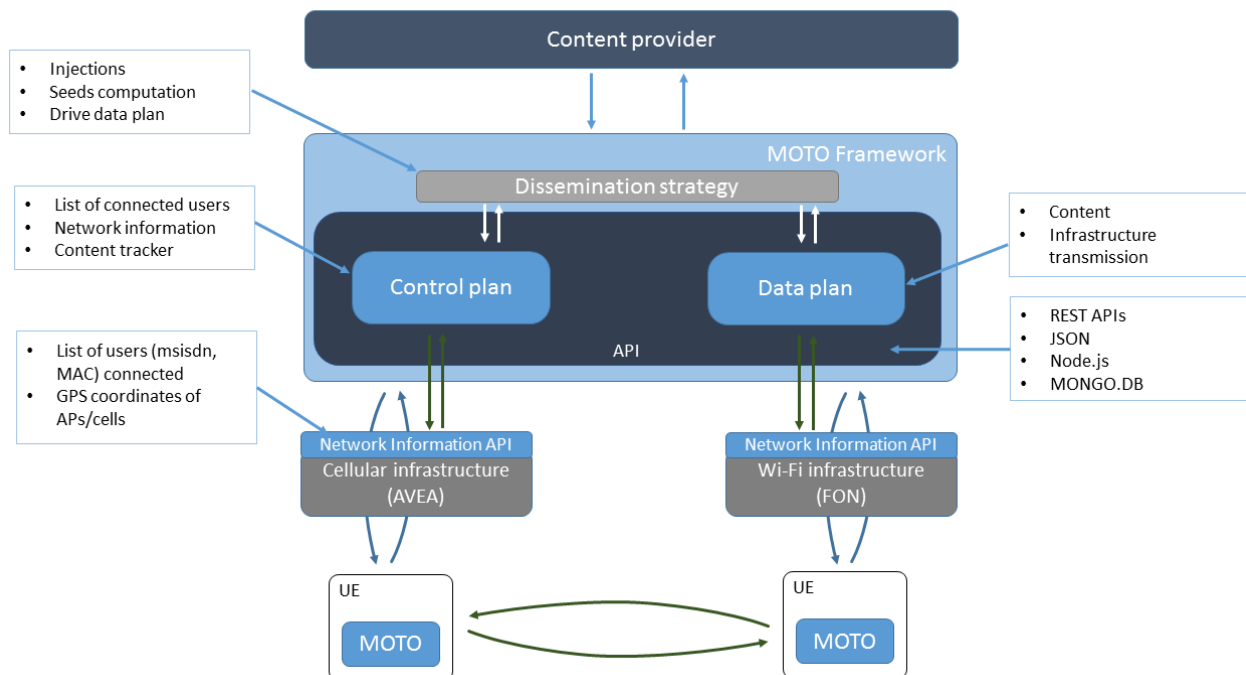 Content provider
• Injections
• Seeds computation
• Drive data plan
MOTO Framework
Dissemination strategy
• List of connected users
• Network information
• Content tracker
• Content
• Infrastructure
transmission
Control plan
Data plan
API
• REST APIs
• JSON
• Node.js
• MONGO.DB
• List of users (msisdn,
MAC) connected
• GPS coordinates of
APs/cells
Network Information API
Cellular infrastructure
(AVEA)
Network Information API
Wi-Fi infrastructure
(FON)
UE
MOTO
UE
MOTO